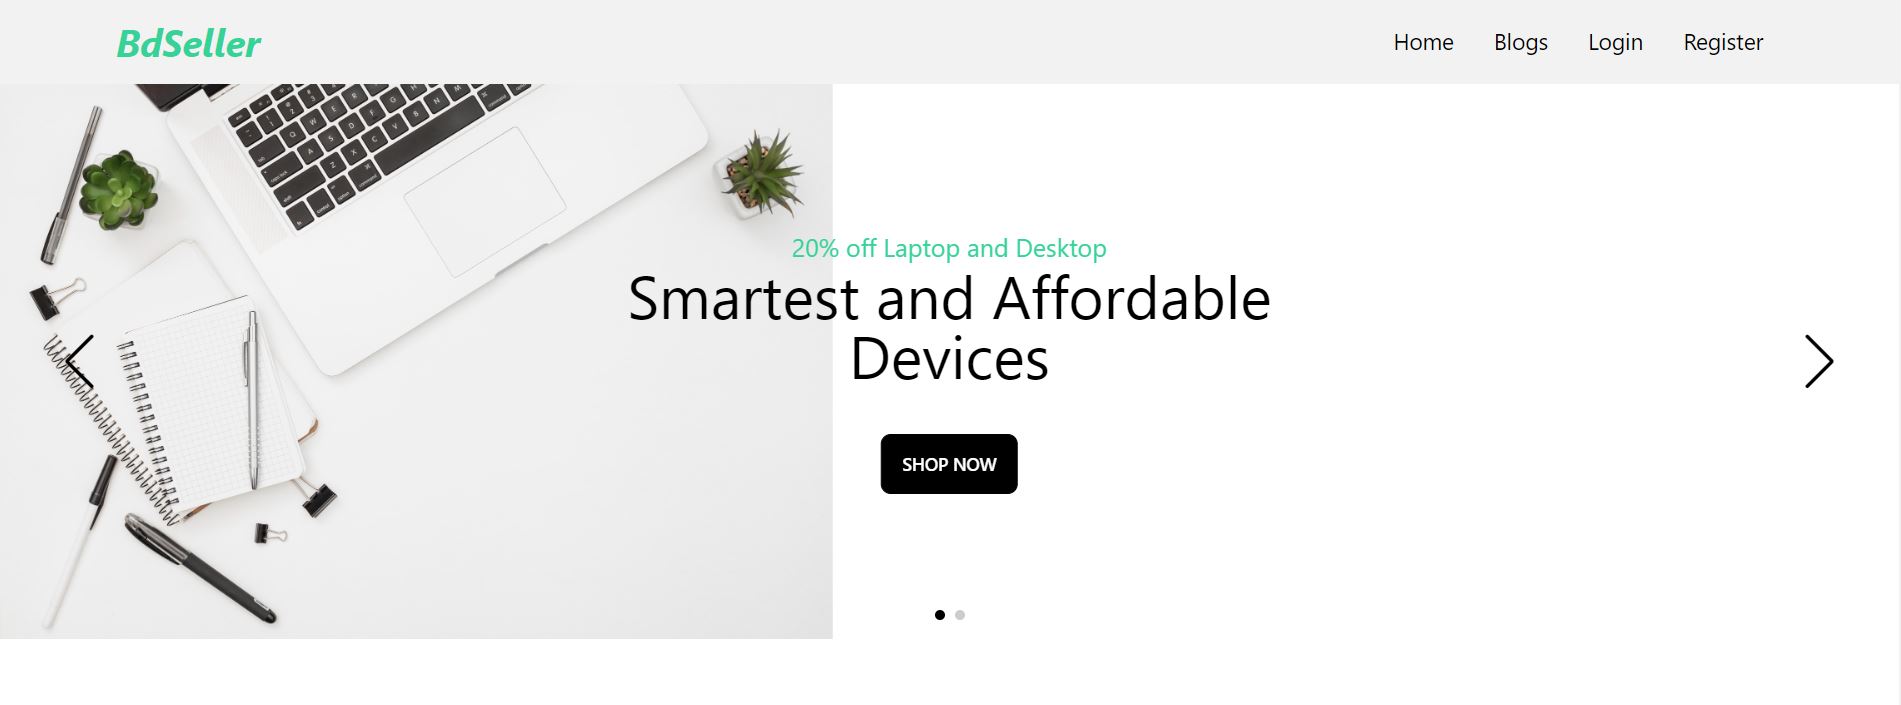 BdSeller
Home Blogs Login Register
20% off Laptop and Desktop
Smartest and Affordable
Devices
SHOP NOW